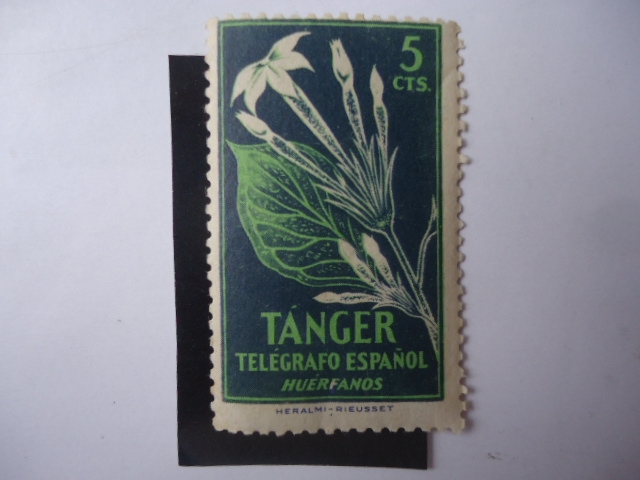 5
CTS.
TÁNGER
TELÉGRAFO ESPAÑOL
HUÉRFANOS
HERALMI-RIEUSSET